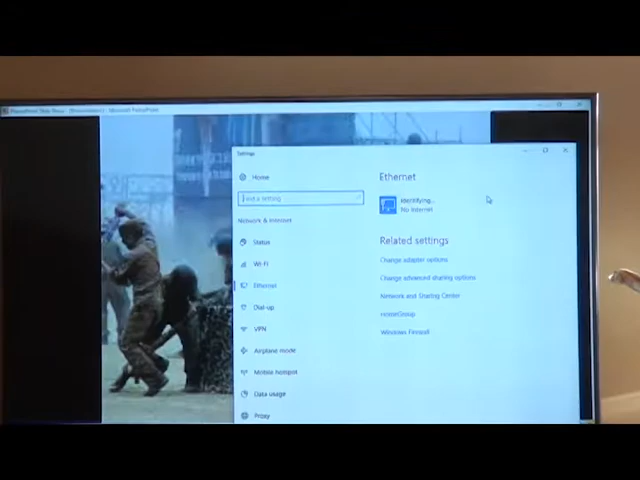 Settings
Home
Find a setting
Network & Internet
Status
Wi-Fi
Ethernet
Dial-up
VPN
Airplane mode
Mobile hotspot
Data usage
Proxy
Ethernet
Identifying...
No Internet
Related settings
Change adapter options
Change advanced sharing options
Network and Sharing Center
HomeGroup
Windows Firewall